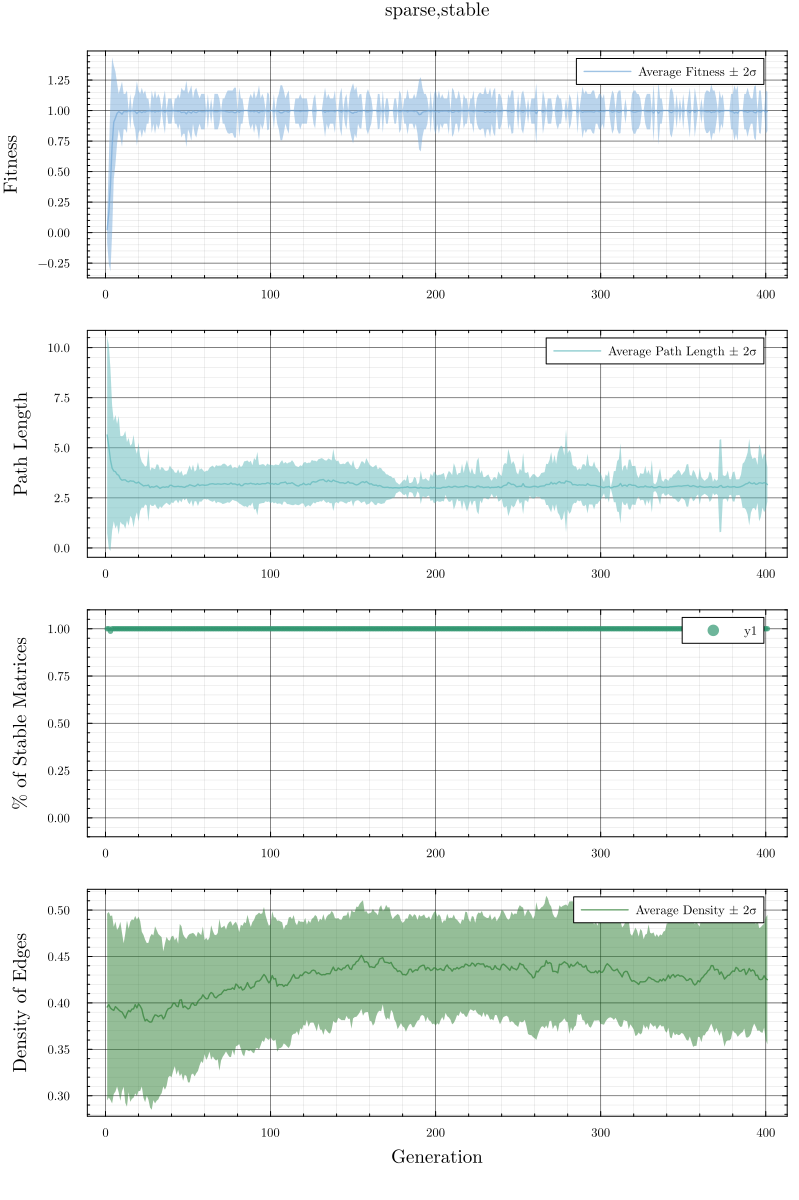 sparse,stable
Average Fitness ± 2σ
Fitness
1.25
1.00
0.75
0.50
0.25
0.00
−0.25
0 100 200 300 400
Average Path Length ± 2σ
Path Length
10.0
7.5
5.0
2.5
0.0
0 100 200 300 400
y1
% of Stable Matrices
1.00
0.75
0.50
0.25
0.00
0 100 200 300 400
Average Density ± 2σ
Density of Edges
0.50
0.45
0.40
0.35
0.30
0 100 200 300 400
Generation